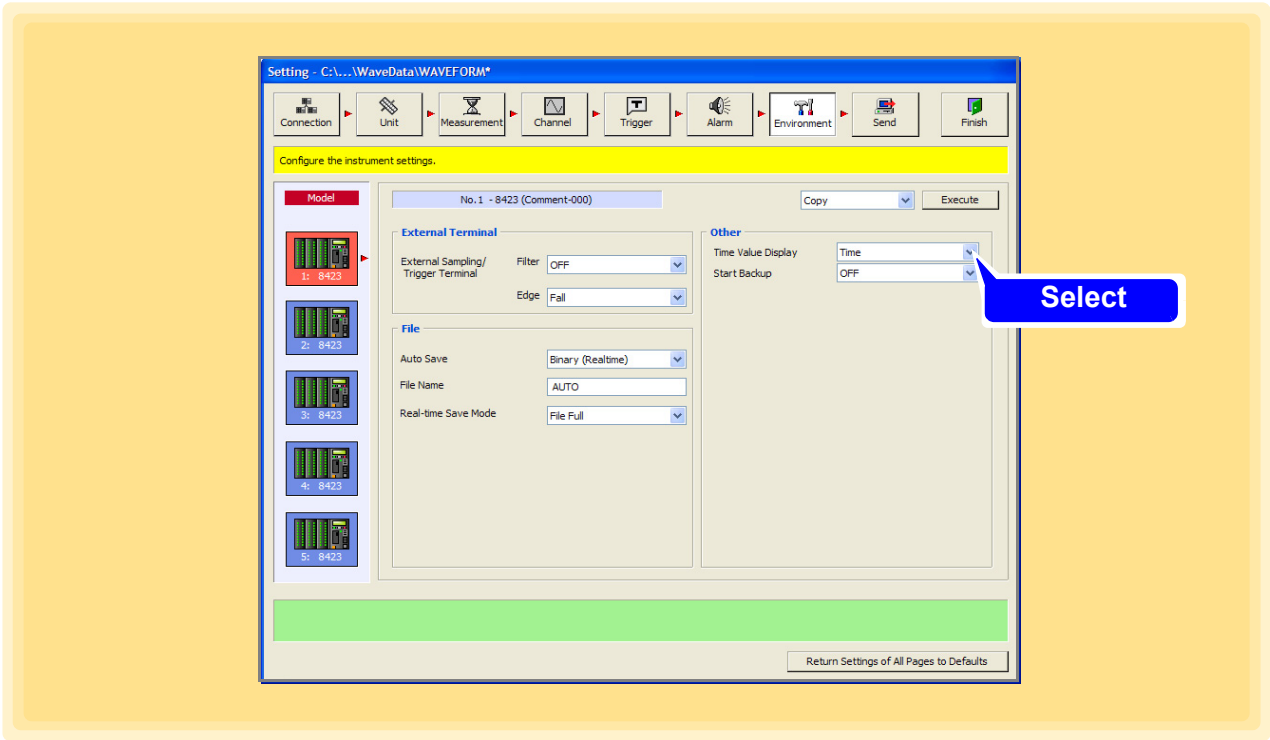 Setting - C:\...\WaveData\WAVEFORM*
Connection
Unit
Measurement
Channel
Trigger
Alarm
Environment
Send
Finish
Configure the instrument settings.
Model
1: 8423
2: 8423
3: 8423
4: 8423
5: 8423
No.1 - 8423 (Comment-000)
Copy
Execute
External Terminal
External Sampling/
Trigger Terminal
Filter
OFF
Edge
Fall
File
Auto Save
Binary (Realtime)
File Name
AUTO
Real-time Save Mode
File Full
Other
Time Value Display
Time
Start Backup
OFF
Select
Return Settings of All Pages to Defaults